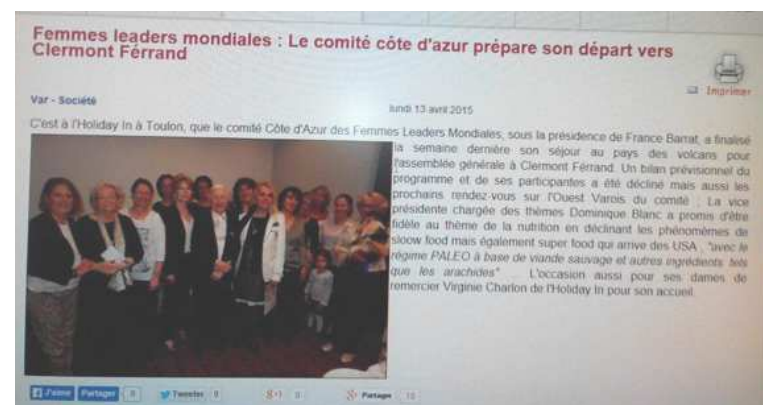 Femmes leaders mondiales : Le comité côte d'azur prépare son départ vers
Clermont Férrand
Imprimer
Var - Société
lundi 13 avril 2015
C'est à l'Holiday In à Toulon, que le comité Côte d'Azur des Femmes Leaders Mondiales, sous la présidence de France Barrat, a finalisé
la semaine dernière son séjour au pays des volcans pour
l'assemblée générale à Clermont Férrand. Un bilan prévisionnel du
programme et de ses participantes a été décliné mais aussi les
prochains rendez-vous sur l'Ouest Varois du comité . La vice
présidente chargée des thèmes Dominique Blanc a promis d'être
fidèle au thème de la nutrition en déclinant les phénomèmes de
sloow food mais également super food qui arrive des USA , "avec le
régime PALEO à base de viande sauvage et autres ingrédients tels
que les arachides" . L'occasion aussi pour ses dames de
remercier Virginie Charlon de l'Holiday In pour son accueil.
J'aime Partager 0 Tweeter 0 g+1 0 Partager 10